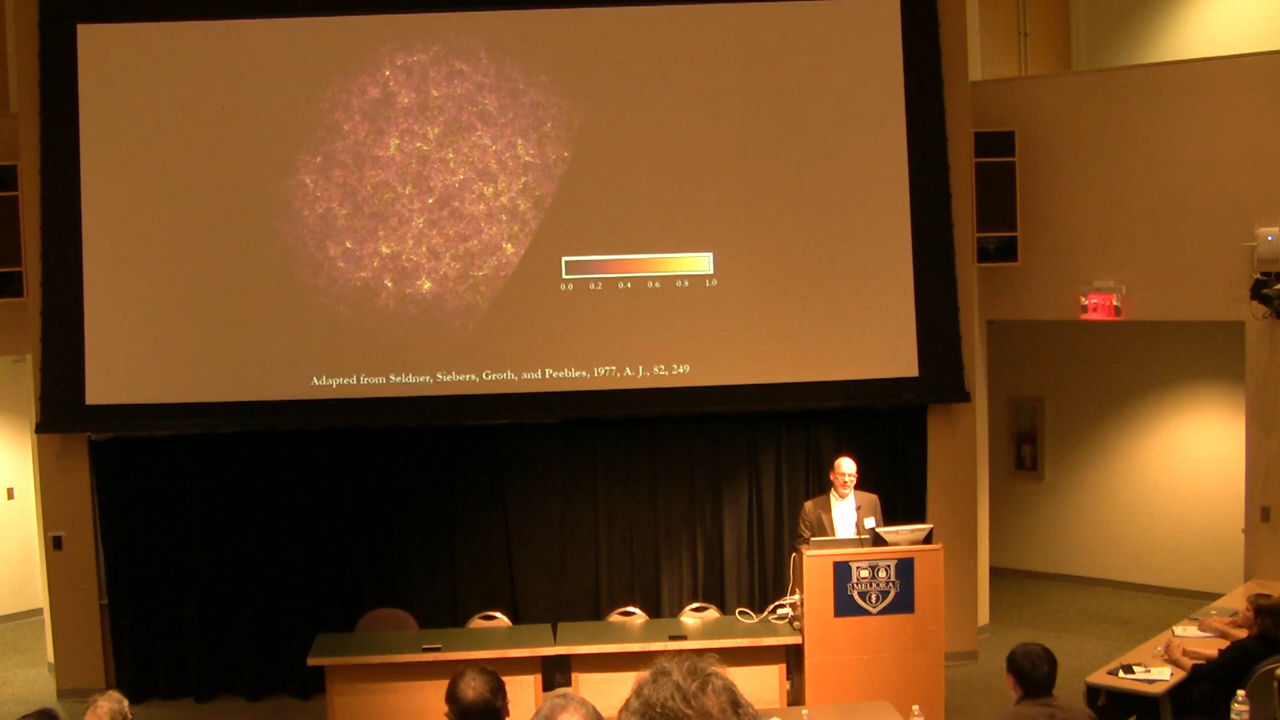 0.0 0.2 0.4 0.6 0.8 1.0
Adapted from Seldner, Siebers, Groth, and Peebles, 1977, A. J., 82, 249
EXIT
MELIORA